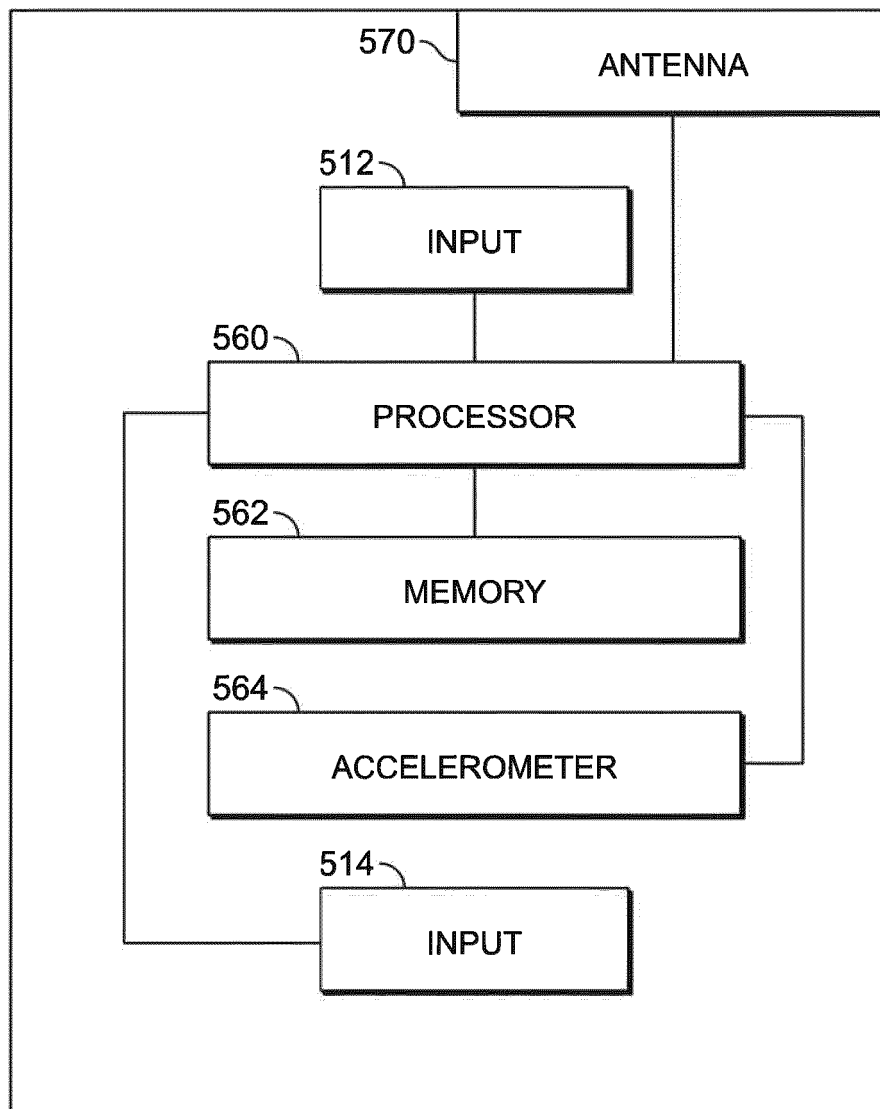 570
ANTENNA
512
INPUT
560
PROCESSOR
562
MEMORY
564
ACCELEROMETER
514
INPUT